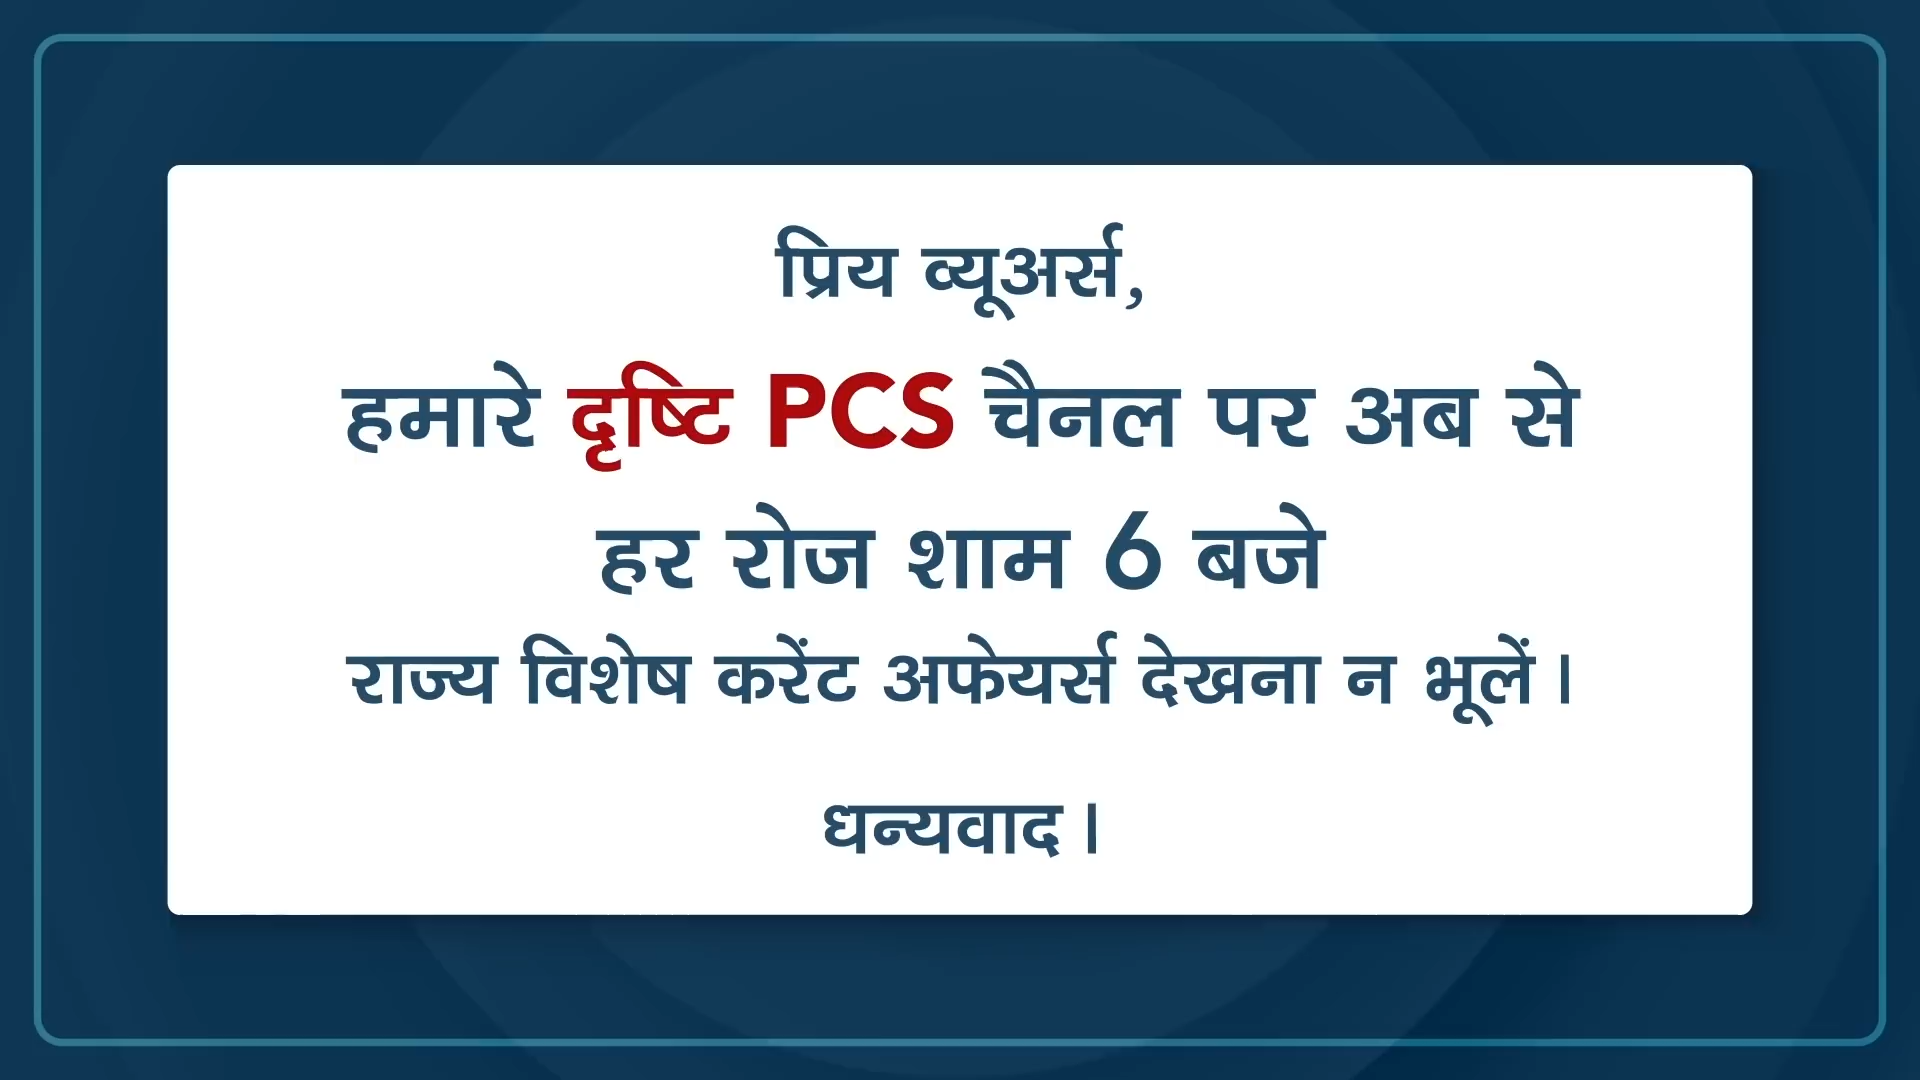 प्रिय व्यूअर्स,
हमारे दृष्टि PCS चैनल पर अब से
हर रोज शाम 6 बजे
राज्य विशेष करेंट अफेयर्स देखना न भूलें।
धन्यवाद।